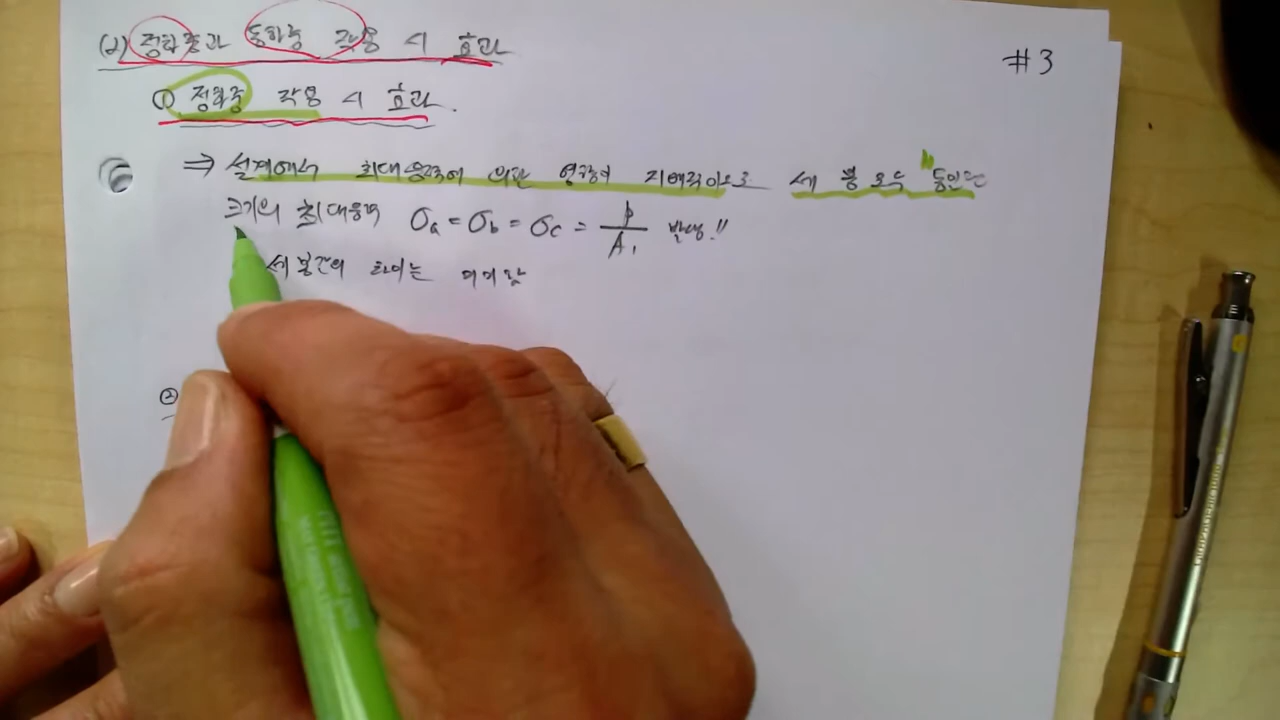 (2) 정하중과 동하중 작용 시 효과
#3
① 정하중 작용 시 효과.
⇒ 설계에서 최대응력에 의한 영향이 지배적이므로 세 봉 모두 "동일한
크기의 최대응력 σa = σb = σc = P/A₁ 발생!!
세 봉간의 차이는 미미함
②